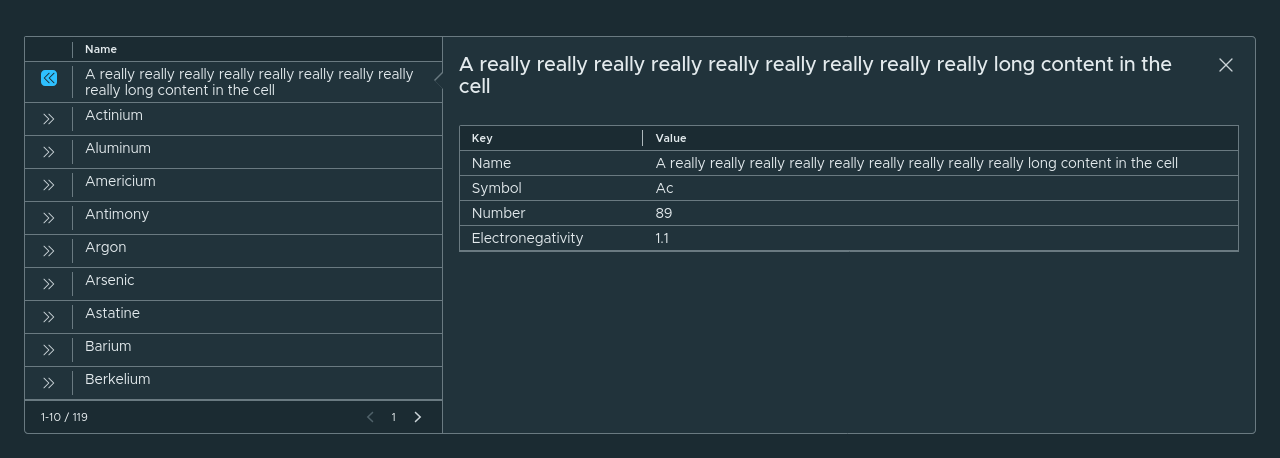 Name
A really really really really really really really really
really long content in the cell
Actinium
Aluminum
Americium
Antimony
Argon
Arsenic
Astatine
Barium
Berkelium
1-10 / 119
1
A really really really really really really really really really long content in the
cell
Key Value
Name A really really really really really really really really really long content in the cell
Symbol Ac
Number 89
Electronegativity 1.1